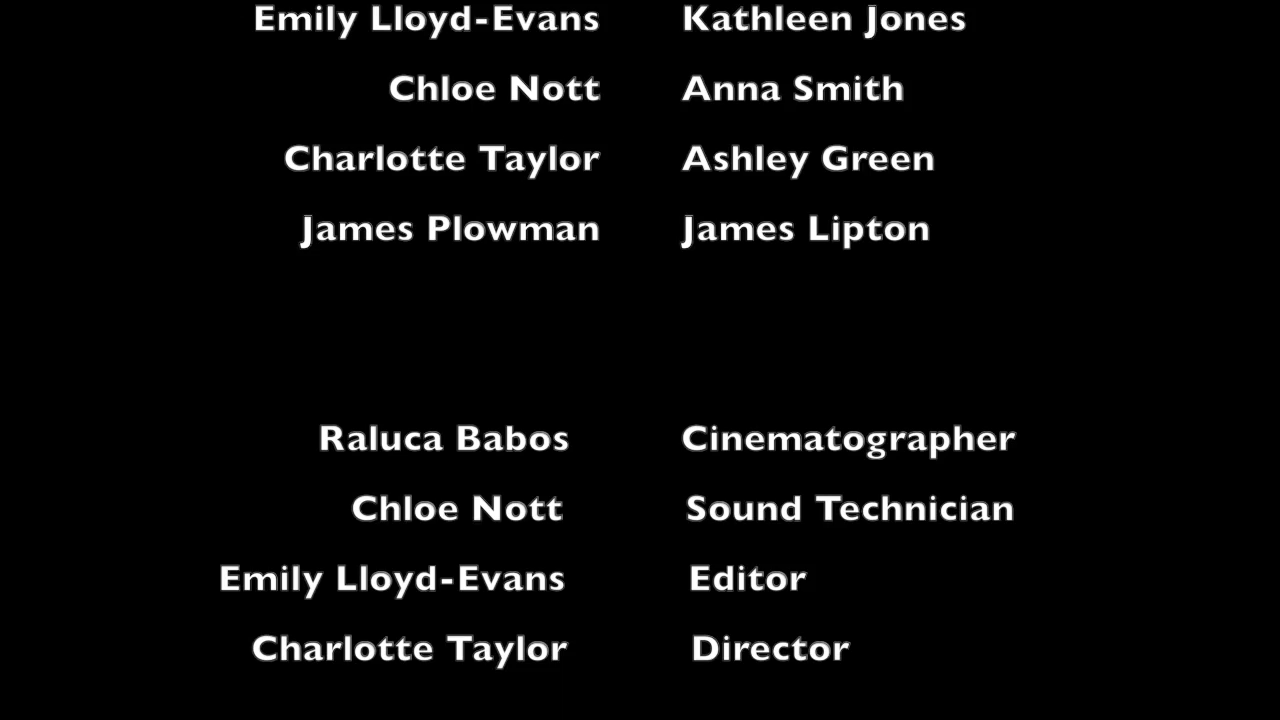 Emily Lloyd-Evans Kathleen Jones
Chloe Nott Anna Smith
Charlotte Taylor Ashley Green
James Plowman James Lipton
Raluca Babos Cinematographer
Chloe Nott Sound Technician
Emily Lloyd-Evans Editor
Charlotte Taylor Director